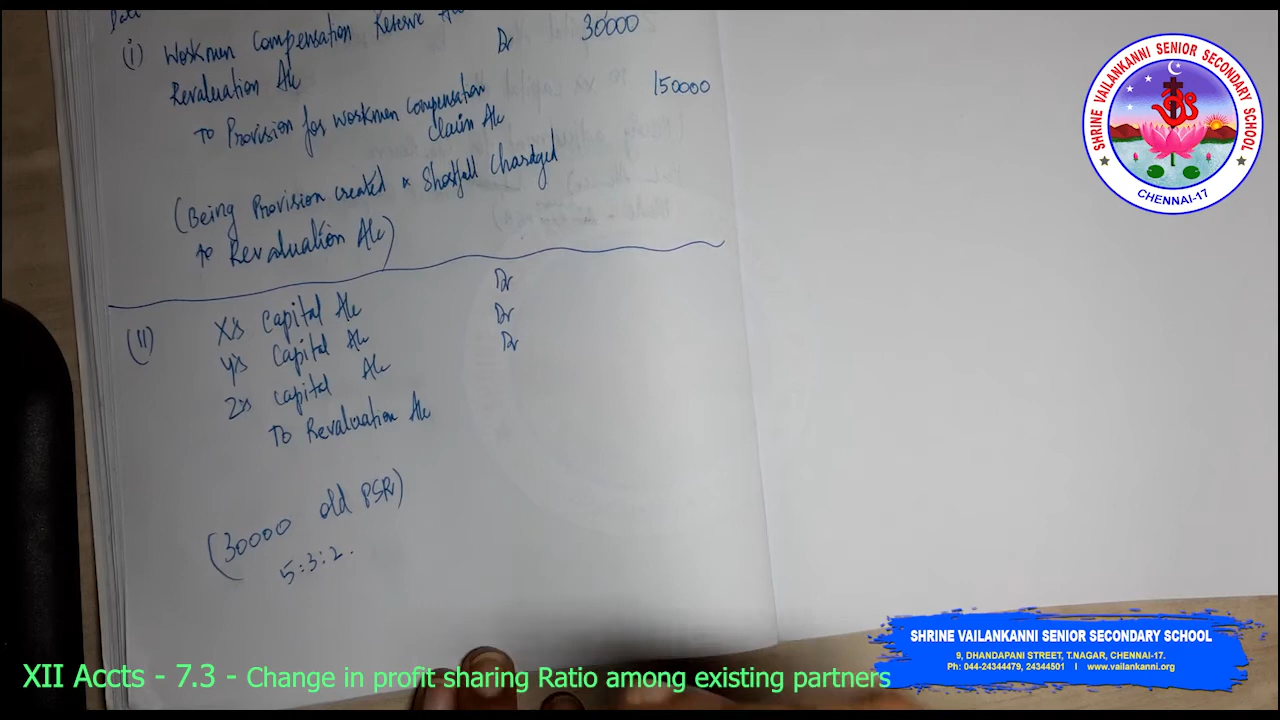 Date
(i) Workmen Compensation Reserve A/c
Revaluation A/c Dr 30000
To Provision for workmen compensation
claim A/c 150000
(Being Provision created & Shortfall Chardged
to Revaluation A/c)
(II) X's Capital A/c Dr
Y's Capital A/c Dr
Z's Capital A/c Dr
To Revaluation A/c
(30000 old PSR)
5:3:2.
SHRINE VAILANKANNI SENIOR SECONDARY SCHOOL
CHENNAI-17
SHRINE VAILANKANNI SENIOR SECONDARY SCHOOL
9, DHANDAPANI STREET, T.NAGAR, CHENNAI-17.
Ph: 044-24344479, 24344501 I www.vailankanni.org
XII Accts - 7.3 - Change in profit sharing Ratio among existing partners